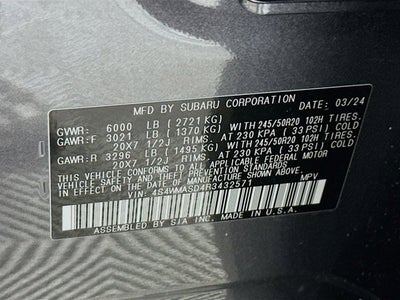 MFD BY SUBARU CORPORATION DATE: 03/24
GVWR: 6000 LB (2721 KG)
GAWR:F 3021 LB (1370 KG) WITH 245/50R20 102H TIRES.
20X7 1/2J RIMS. AT 230 KPA (33 PSI) COLD
GAWR:R 3296 LB (1495 KG) WITH 245/50R20 102H TIRES.
20X7 1/2J RIMS. AT 230 KPA (33 PSI) COLD
THIS VEHICLE CONFORMS TO ALL APPLICABLE FEDERAL MOTOR
VEHICLE SAFETY AND THEFT PREVENTION STANDARDS IN
EFFECT ON THE DATE OF MANUFACTURE SHOWN ABOVE.
VIN: 4S4WMASD4R3432571 MPV
ASSEMBLED BY SIA INC. MADE IN U.S.A.